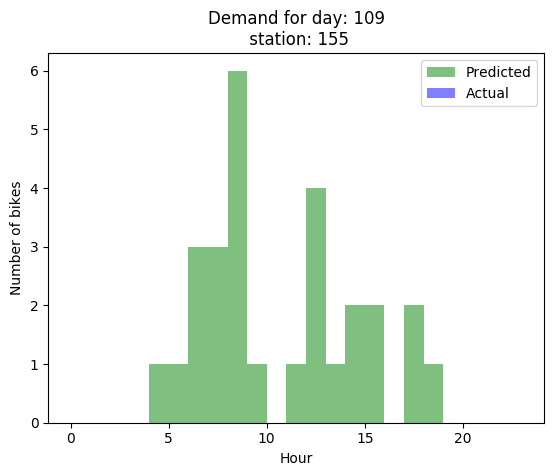 Demand for day: 109
station: 155
Predicted
Actual
Number of bikes
6
5
4
3
2
1
0
0
5
10
15
20
Hour